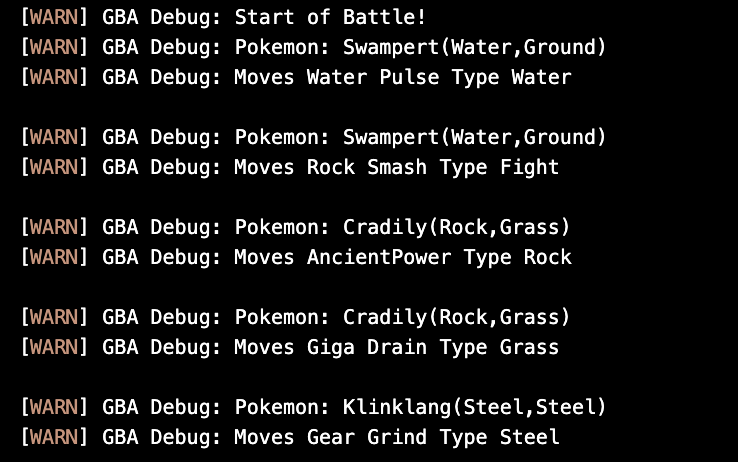 [WARN] GBA Debug: Start of Battle!
[WARN] GBA Debug: Pokemon: Swampert(Water,Ground)
[WARN] GBA Debug: Moves Water Pulse Type Water
[WARN] GBA Debug: Pokemon: Swampert(Water,Ground)
[WARN] GBA Debug: Moves Rock Smash Type Fight
[WARN] GBA Debug: Pokemon: Cradily(Rock,Grass)
[WARN] GBA Debug: Moves AncientPower Type Rock
[WARN] GBA Debug: Pokemon: Cradily(Rock,Grass)
[WARN] GBA Debug: Moves Giga Drain Type Grass
[WARN] GBA Debug: Pokemon: Klinklang(Steel,Steel)
[WARN] GBA Debug: Moves Gear Grind Type Steel